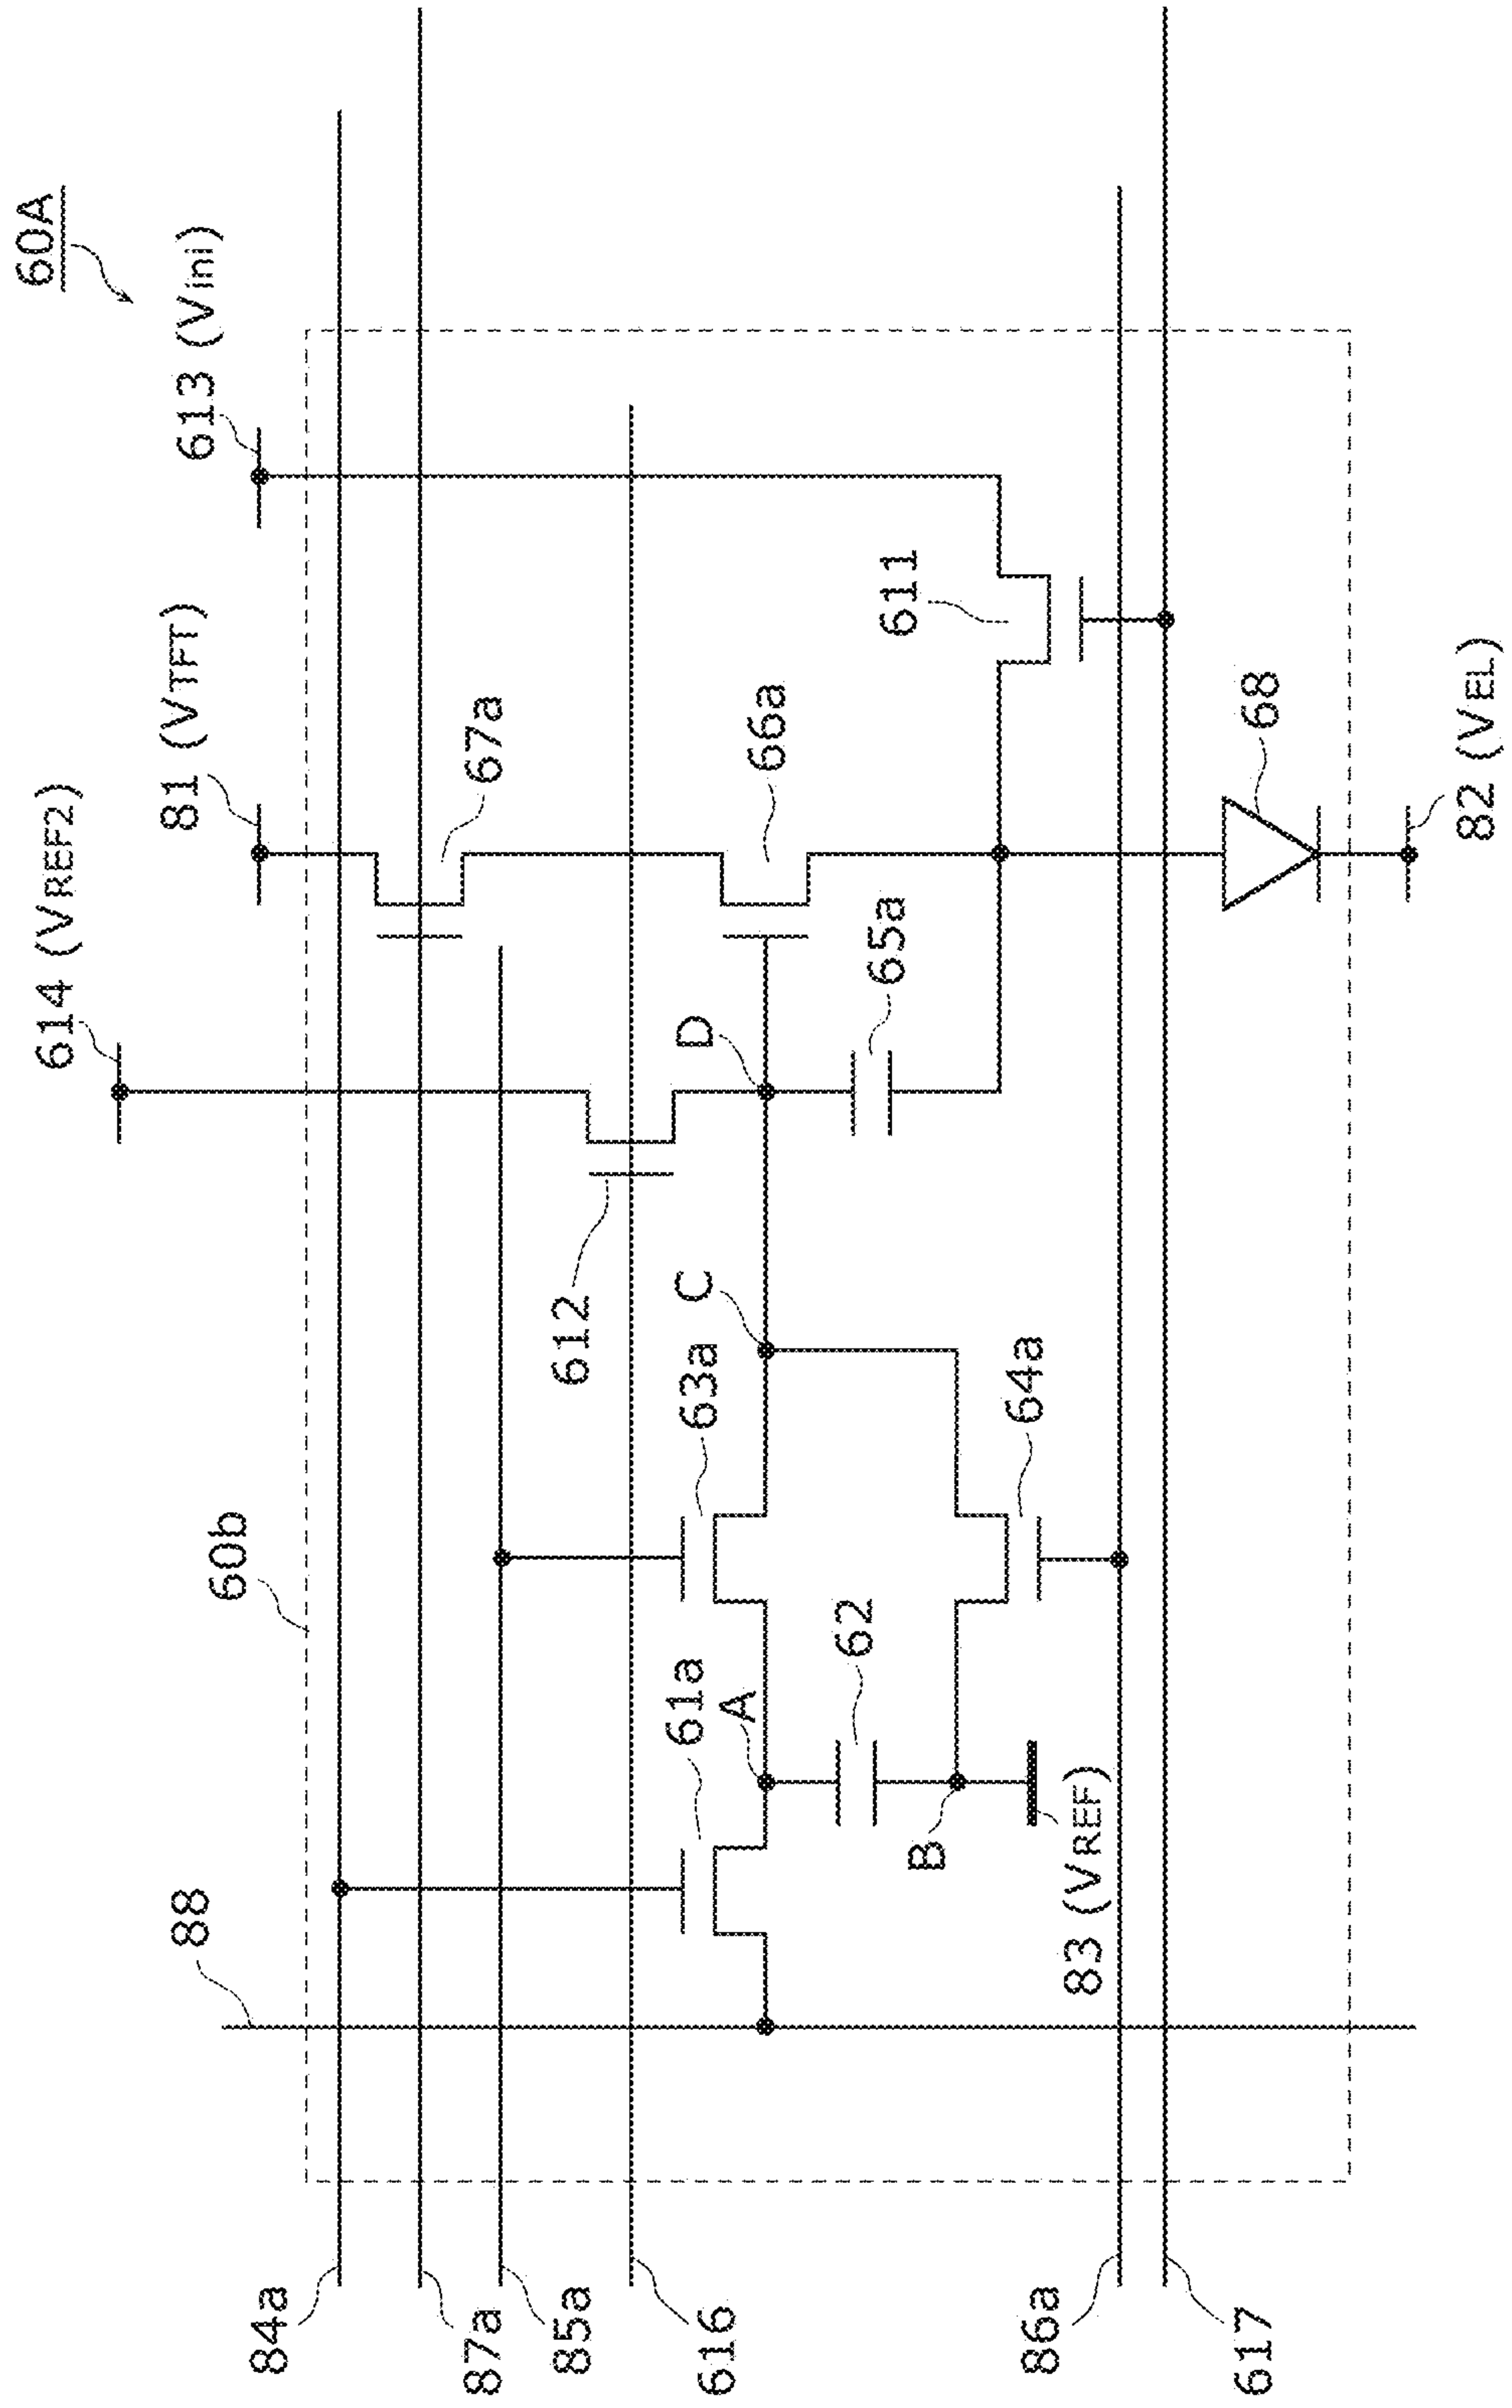 60A
614 (VREF2)
81 (VTFT)
613 (Vini)
60b
88
67a
612
D
66a
C
65a
611
63a
61a
A
62
64a
B
83 (VREF)
68
82 (VEL)
84a
87a
85a
616
86a
617